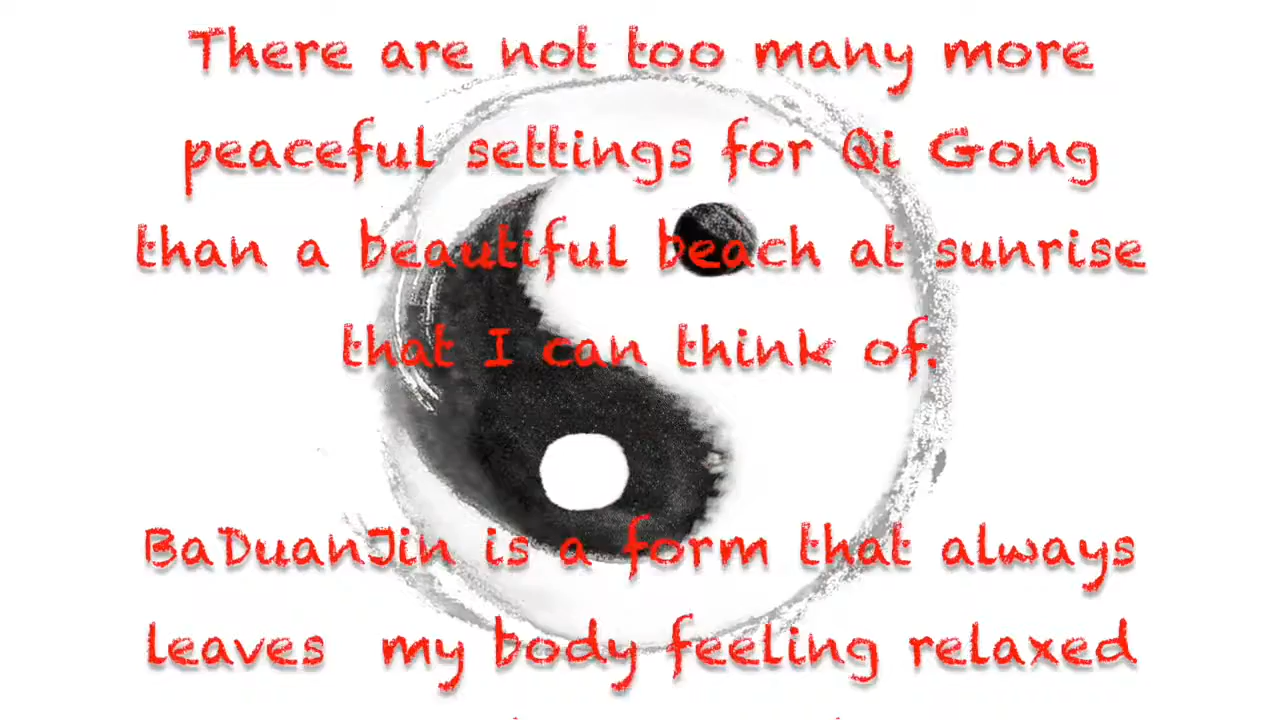 There are not too many more
peaceful settings for Qi Gong
than a beautiful beach at sunrise
that I can think of.
BaDuanJin is a form that always
leaves my body feeling relaxed